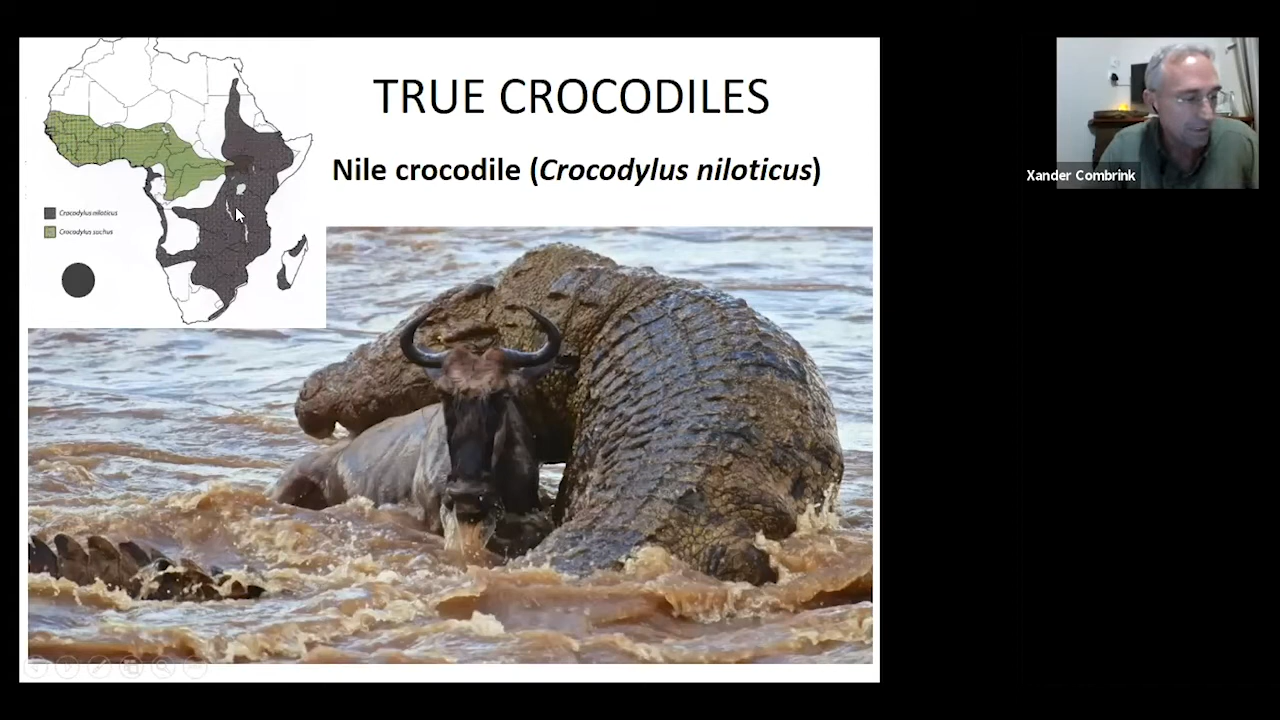 TRUE CROCODILES
Nile crocodile (Crocodylus niloticus)
Crocodylus niloticus
Crocodylus suchus
Xander Combrink